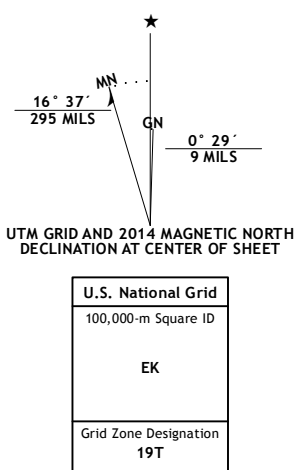 ★
MN
GN
16° 37´
295 MILS
0° 29´
9 MILS
UTM GRID AND 2014 MAGNETIC NORTH
DECLINATION AT CENTER OF SHEET
U.S. National Grid
100,000-m Square ID
EK
Grid Zone Designation
19T